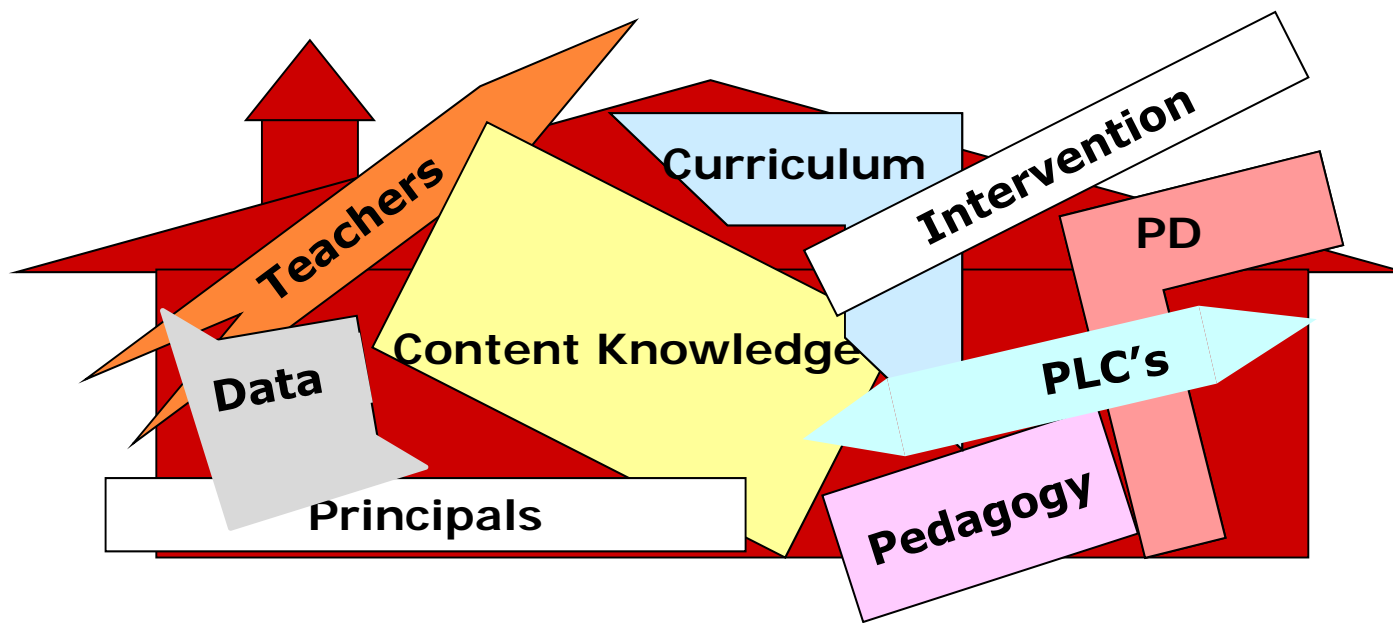 Teachers
Curriculum
Intervention
PD
Content Knowledge
PLC’s
Data
Principals
Pedagogy